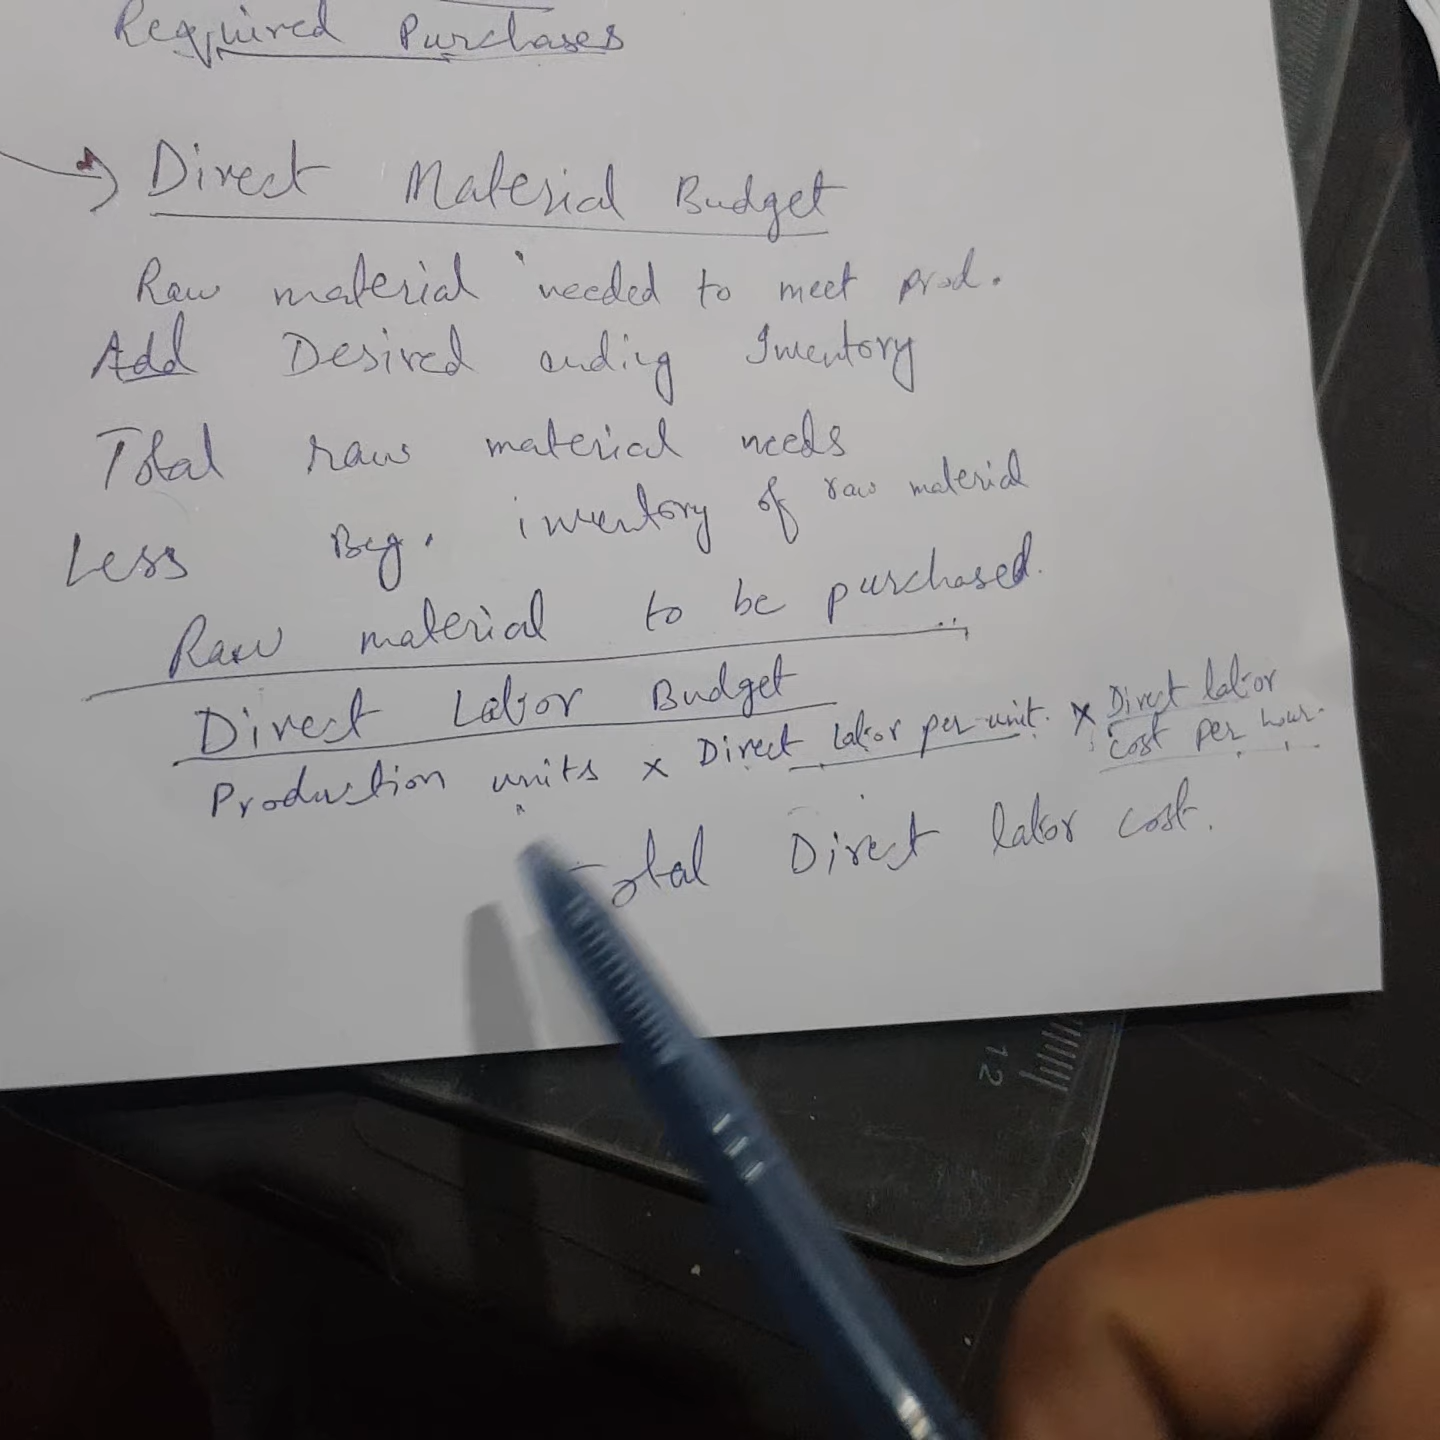 Required Purchases
Direct Material Budget
Raw material needed to meet prod.
Add Desired ending Inventory
Total raw material needs
Less Beg. inventory of raw material
Raw material to be purchased.
Direct Labor Budget
Production units × Direct Labor per unit. × Direct labor cost per hour.
Total Direct labor cost.
12